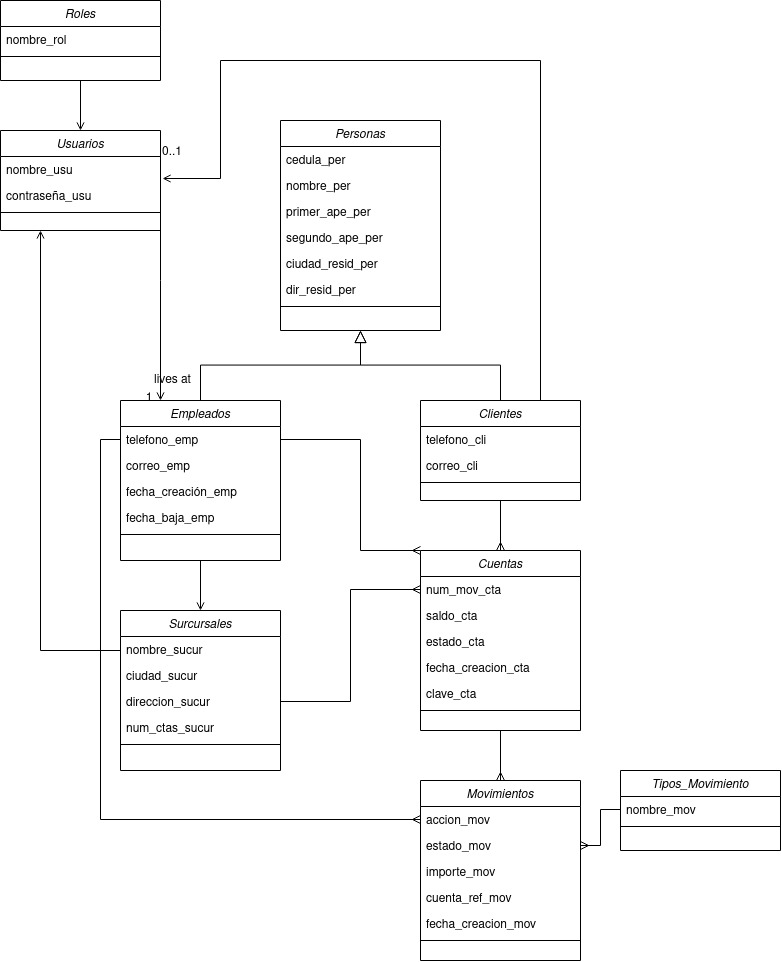 Roles
nombre_rol
Usuarios
nombre_usu
contraseña_usu
0..1
Personas
cedula_per
nombre_per
primer_ape_per
segundo_ape_per
ciudad_resid_per
dir_resid_per
lives at
1
Empleados
telefono_emp
correo_emp
fecha_creación_emp
fecha_baja_emp
Clientes
telefono_cli
correo_cli
Cuentas
num_mov_cta
saldo_cta
estado_cta
fecha_creacion_cta
clave_cta
Surcursales
nombre_sucur
ciudad_sucur
direccion_sucur
num_ctas_sucur
Movimientos
accion_mov
estado_mov
importe_mov
cuenta_ref_mov
fecha_creacion_mov
Tipos_Movimiento
nombre_mov